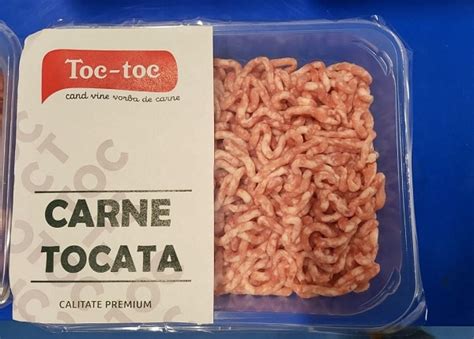 Toc-toc
cand vine vorba de carne
CARNE
TOCATA
CALITATE PREMIUM